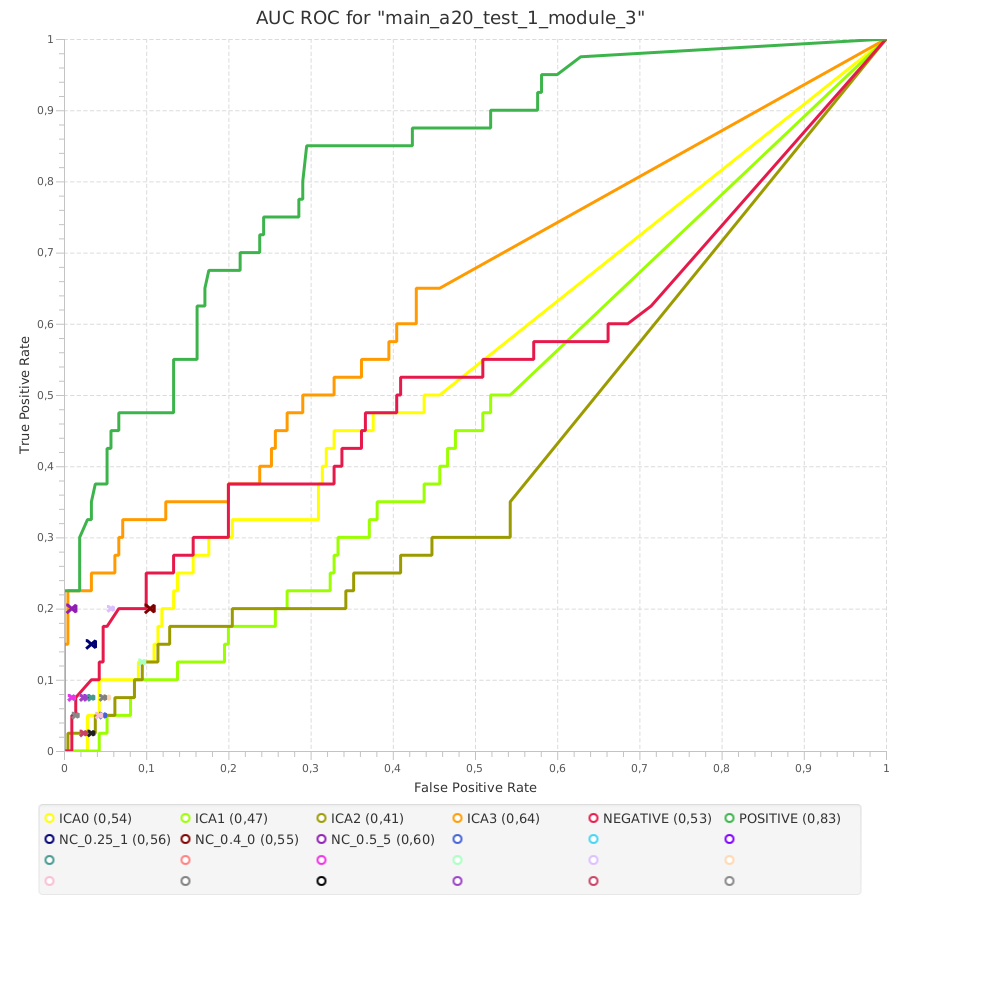 AUC ROC for "main_a20_test_1_module_3"
1
0,9
0,8
0,7
0,6
0,5
0,4
0,3
0,2
0,1
0
True Positive Rate
0 0,1 0,2 0,3 0,4 0,5 0,6 0,7 0,8 0,9 1
False Positive Rate
ICA0 (0,54) ICA1 (0,47) ICA2 (0,41) ICA3 (0,64) NEGATIVE (0,53) POSITIVE (0,83)
NC_0.25_1 (0,56) NC_0.4_0 (0,55) NC_0.5_5 (0,60)